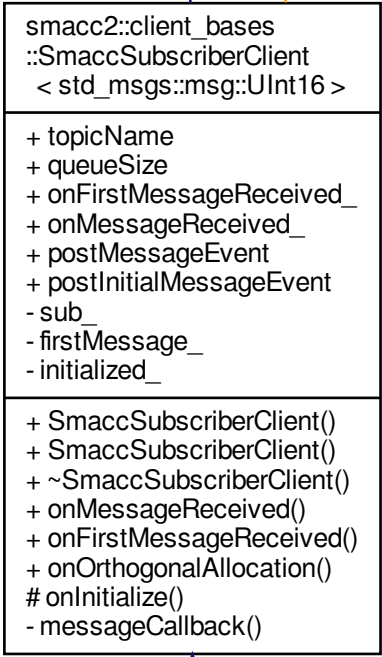 smacc2::client_bases
::SmaccSubscriberClient
< std_msgs::msg::UInt16 >
+ topicName
+ queueSize
+ onFirstMessageReceived_
+ onMessageReceived_
+ postMessageEvent
+ postInitialMessageEvent
- sub_
- firstMessage_
- initialized_
+ SmaccSubscriberClient()
+ SmaccSubscriberClient()
+ ~SmaccSubscriberClient()
+ onMessageReceived()
+ onFirstMessageReceived()
+ onOrthogonalAllocation()
# onInitialize()
- messageCallback()